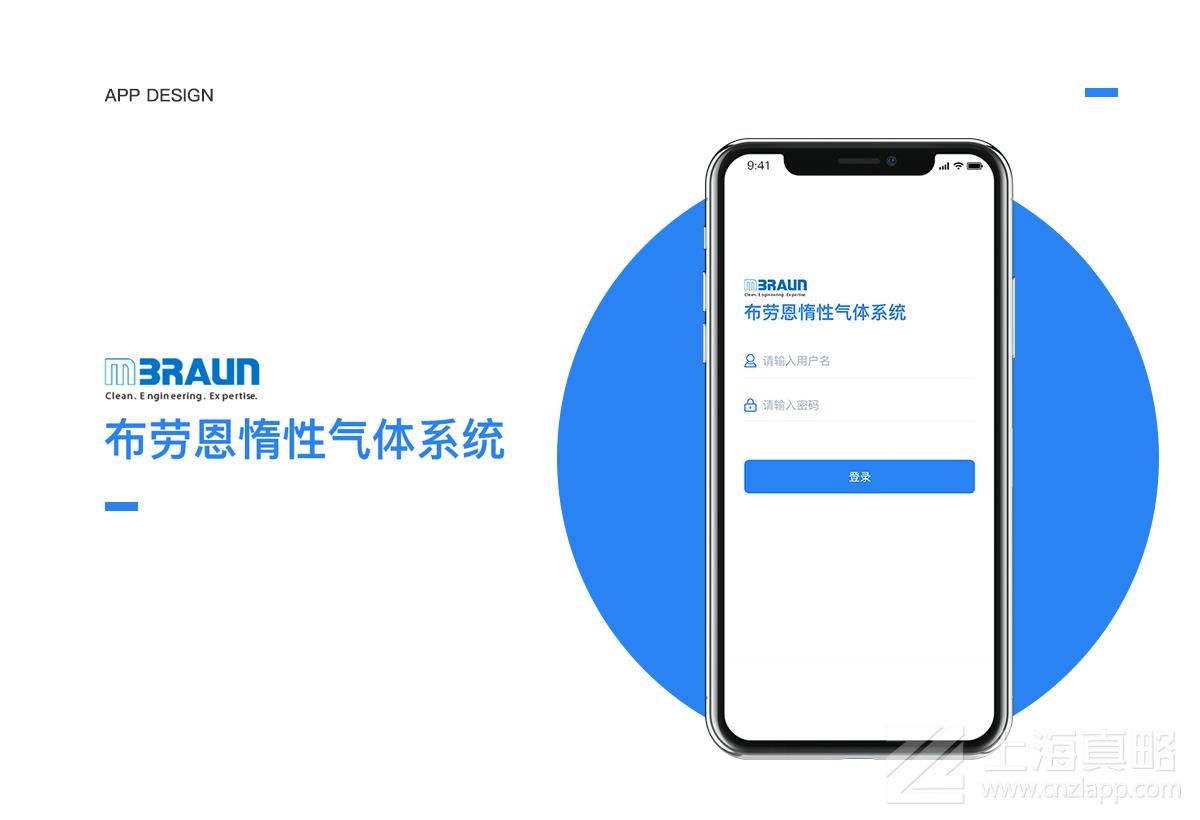 APP DESIGN
mBRAUN
Clean. Engineering. Expertise.
布劳恩惰性气体系统
9:41
mBRAUN
Clean. Engineering. Expertise.
布劳恩惰性气体系统
请输入用户名
请输入密码
登录
上海真略
www.cnzlapp.com